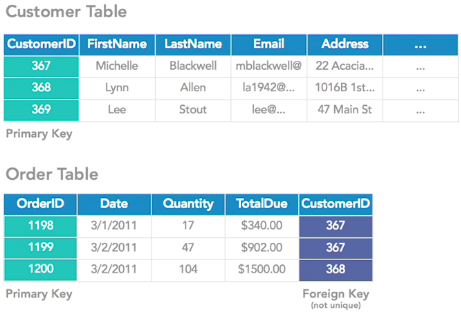 Customer Table
CustomerID FirstName LastName Email Address ...
367 Michelle Blackwell mblackwell@ 22 Acacia... ...
368 Lynn Allen la1942@... 1016B 1st... ...
369 Lee Stout lee@... 47 Main St ...
Primary Key
Order Table
OrderID Date Quantity TotalDue CustomerID
1198 3/1/2011 17 $340.00 367
1199 3/2/2011 47 $902.00 367
1200 3/2/2011 104 $1500.00 368
Primary Key Foreign Key
(not unique)